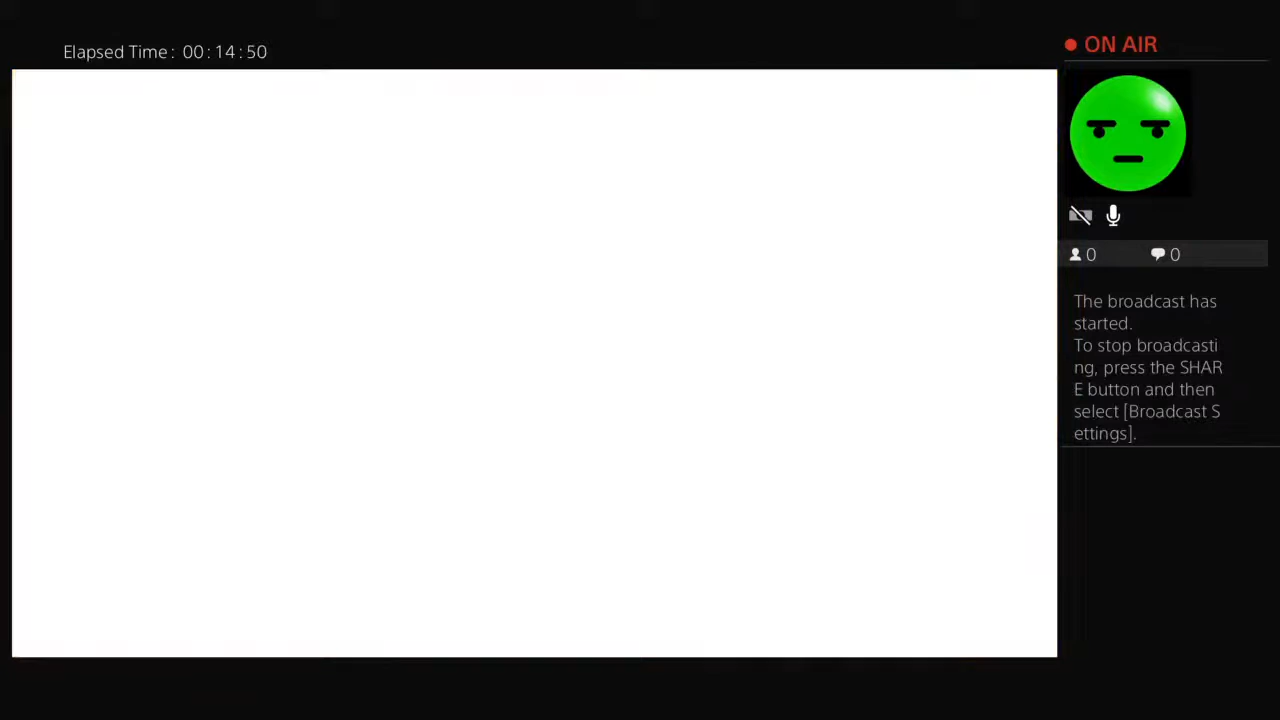 Elapsed Time: 00:14:50
ON AIR
0 0
The broadcast has
started.
To stop broadcasti
ng, press the SHAR
E button and then
select [Broadcast S
ettings].